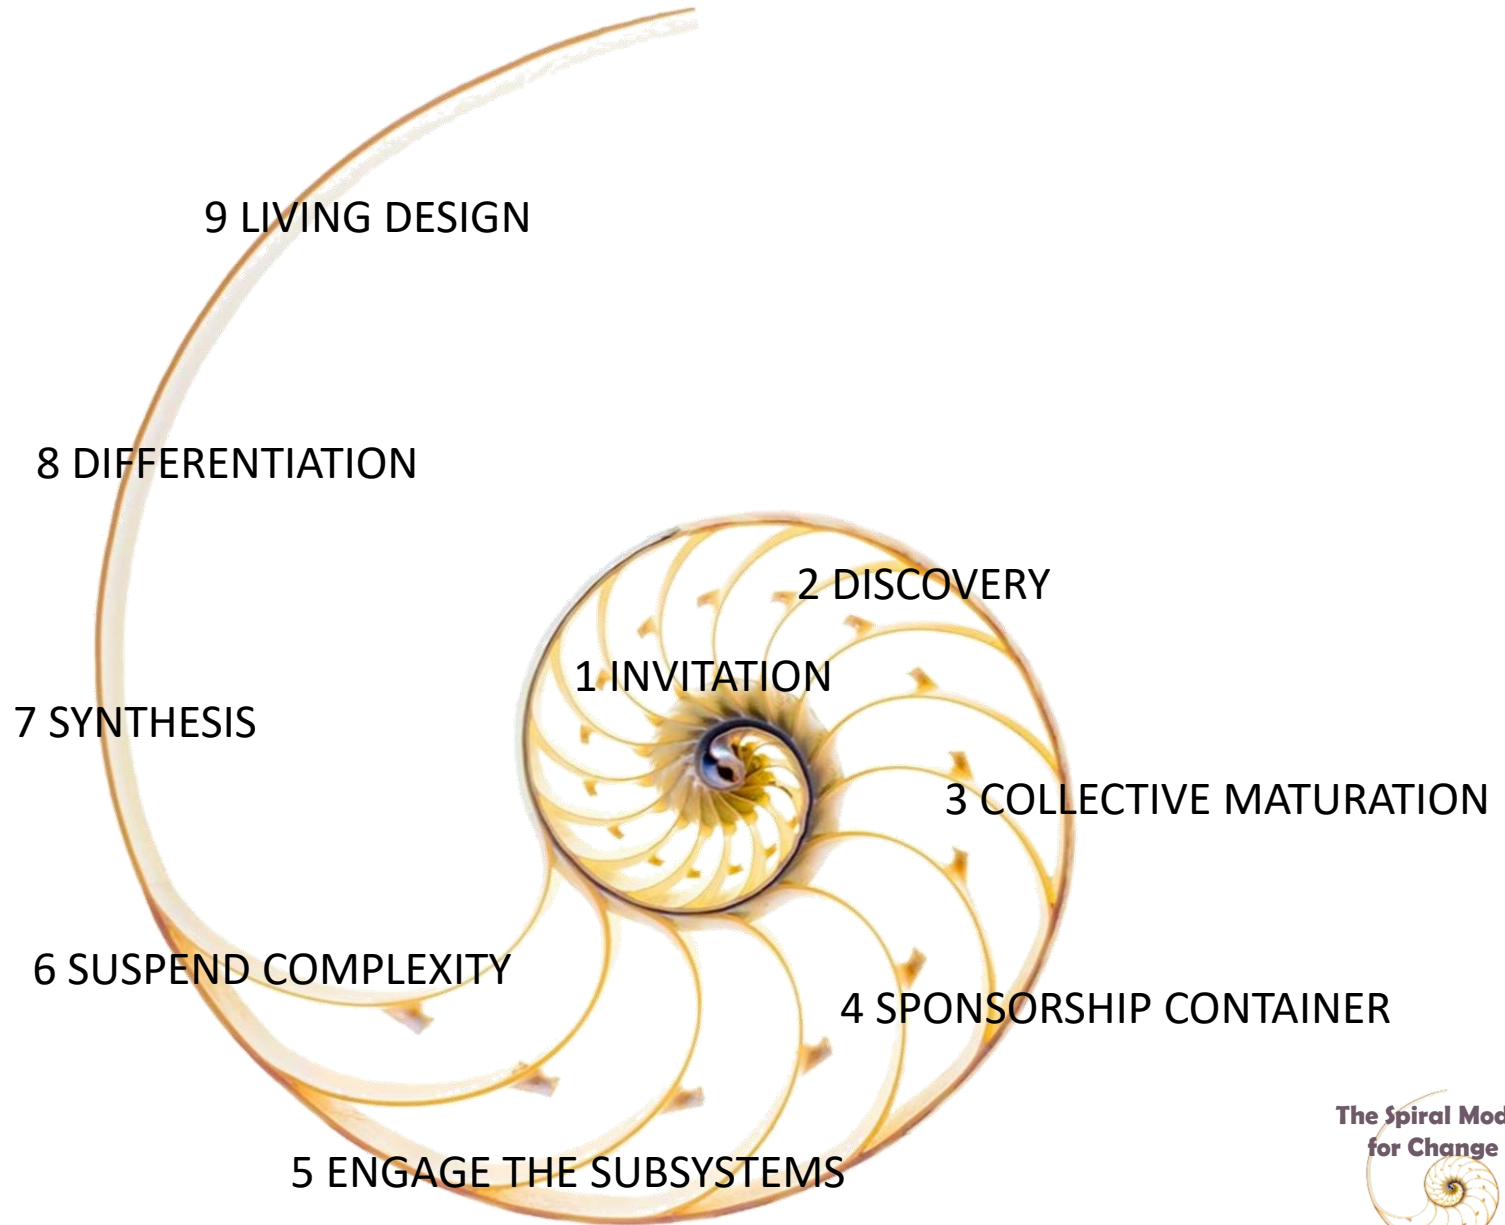 9 LIVING DESIGN
8 DIFFERENTIATION
2 DISCOVERY
1 INVITATION
7 SYNTHESIS
3 COLLECTIVE MATURATION
6 SUSPEND COMPLEXITY
4 SPONSORSHIP CONTAINER
5 ENGAGE THE SUBSYSTEMS
The Spiral Mod
for Change